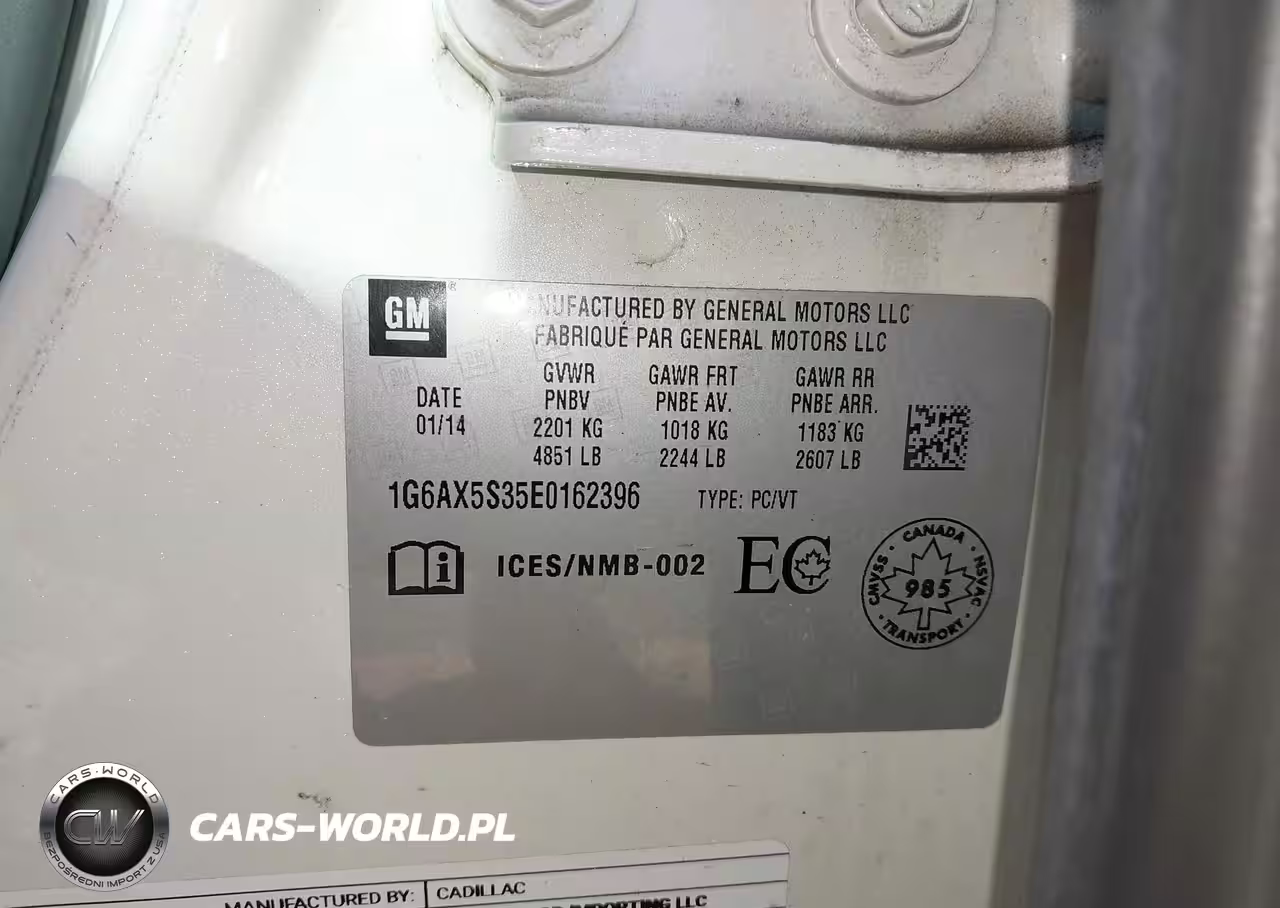 GM
MANUFACTURED BY GENERAL MOTORS LLC
FABRIQUÉ PAR GENERAL MOTORS LLC
DATE
01/14
GVWR
PNBV
2201 KG
4851 LB
GAWR FRT
PNBE AV.
1018 KG
2244 LB
GAWR RR
PNBE ARR.
1183 KG
2607 LB
1G6AX5S35E0162396 TYPE: PC/VT
i ICES/NMB-002 EC
CANADA
CMVSS · NSVAC
985
TRANSPORT
CARS-WORLD
CW
BEZPOŚREDNI IMPORT Z USA
CARS-WORLD.PL
MANUFACTURED BY: CADILLAC
IMPORTING LLC